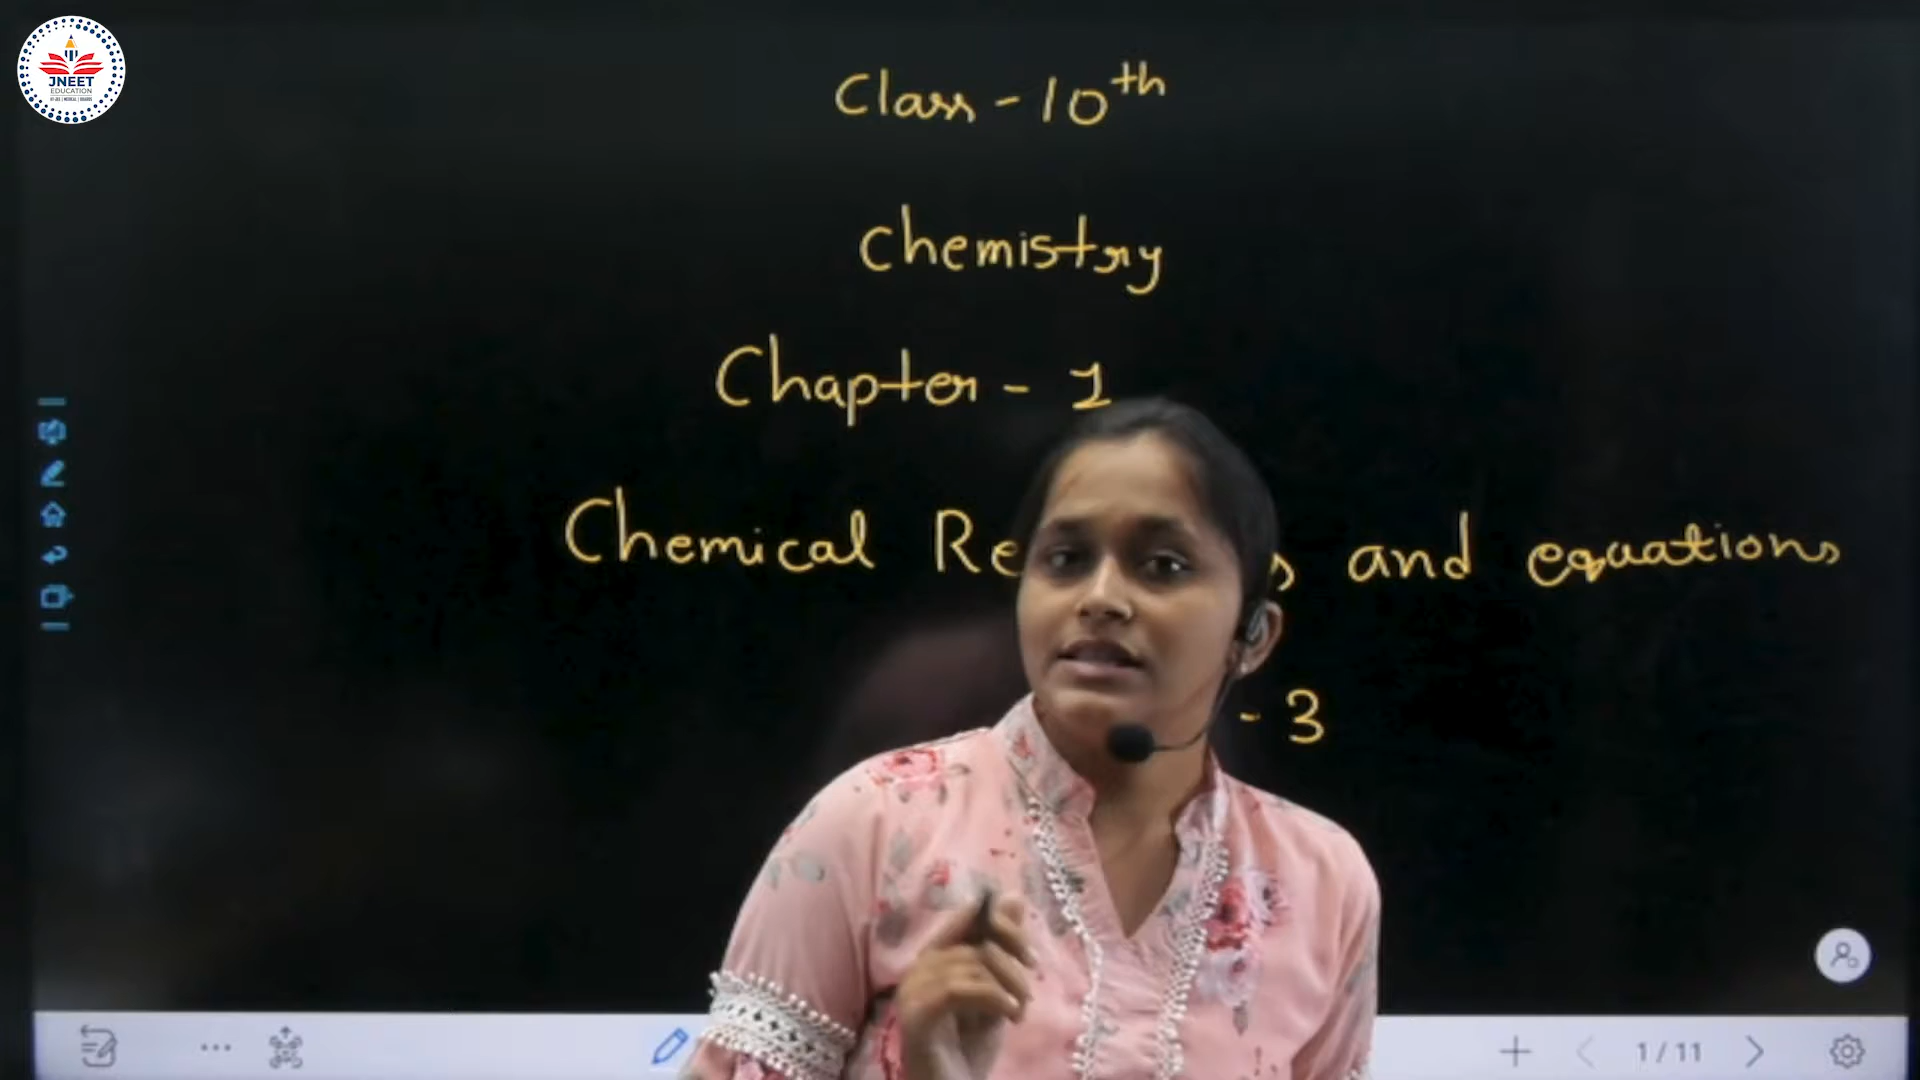 JNEET
EDUCATION
Class - 10th
Chemistry
Chapter - 1
Chemical Re s and equations
- 3
1 / 11